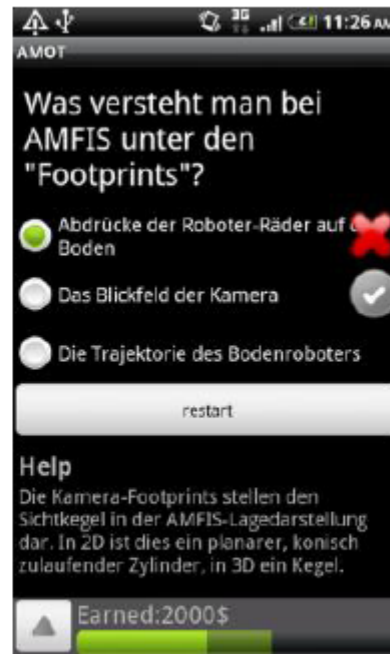 3G
11:26 AM
AMOT
Was versteht man bei
AMFIS unter den
"Footprints"?
Abdrücke der Roboter-Räder auf
Boden
Das Blickfeld der Kamera
Die Trajektorie des Bodenroboters
restart
Help
Die Kamera-Footprints stellen den
Sichtkegel in der AMFIS-Lagedarstellung
dar. In 2D ist dies ein planarer, konisch
zulaufender Zylinder, in 3D ein Kegel.
Earned:2000$